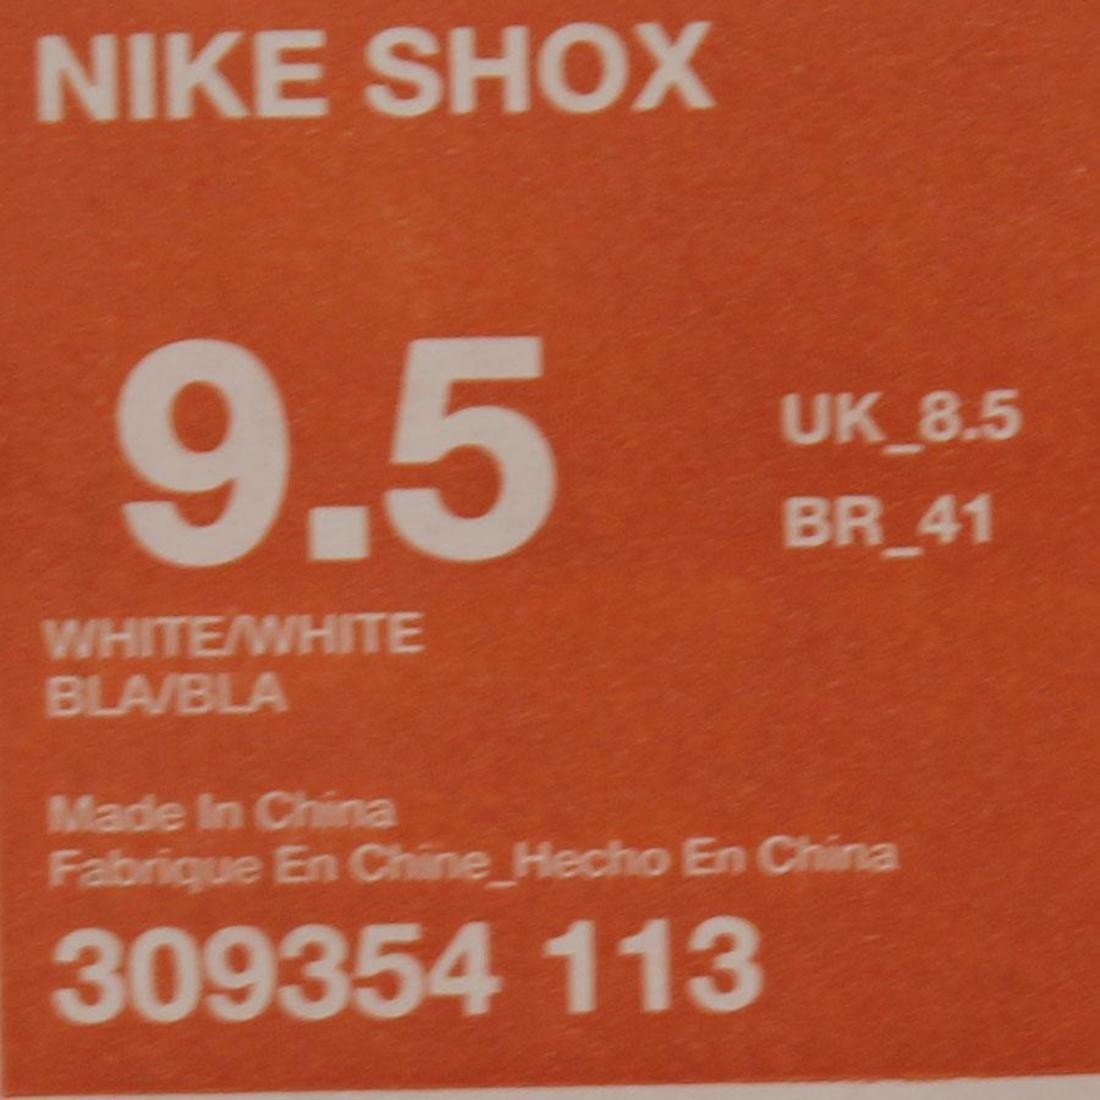 NIKE SHOX
9.5
UK_8.5
BR_41
WHITE/WHITE
BLA/BLA
Made In China
Fabrique En Chine_Hecho En China
309354 113